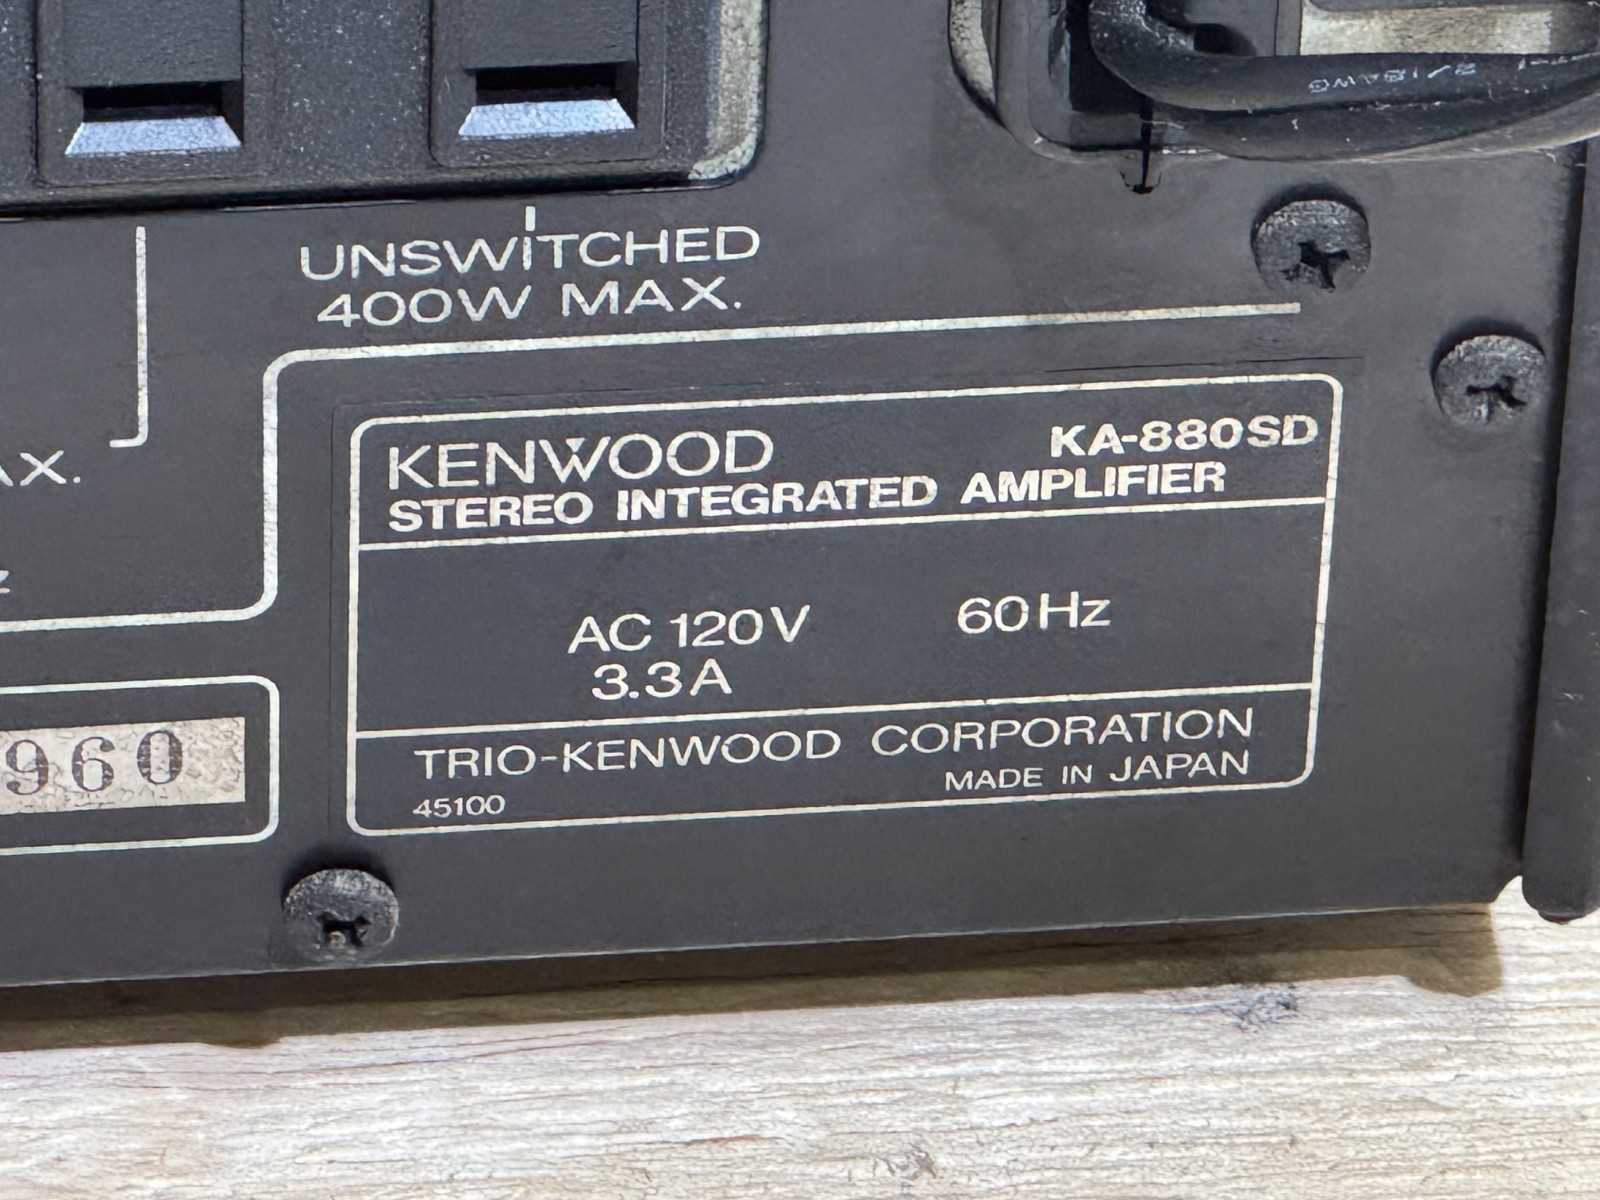 UNSWITCHED
400W MAX.
AX.
z
KENWOOD KA-880SD
STEREO INTEGRATED AMPLIFIER
AC 120V 60Hz
3.3A
960
TRIO-KENWOOD CORPORATION
MADE IN JAPAN
45100